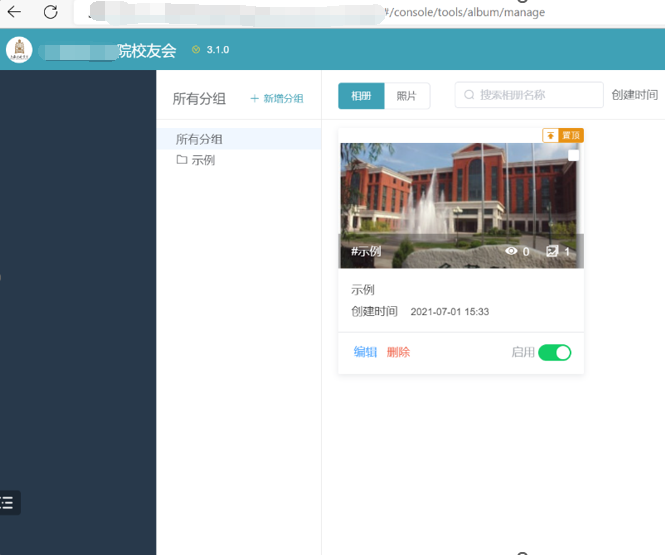 #/console/tools/album/manage
院校友会 3.1.0
所有分组 + 新增分组
相册 照片 搜索相册名称 创建时间
所有分组
示例
置顶
#示例 0 1
示例
创建时间 2021-07-01 15:33
编辑 删除 启用